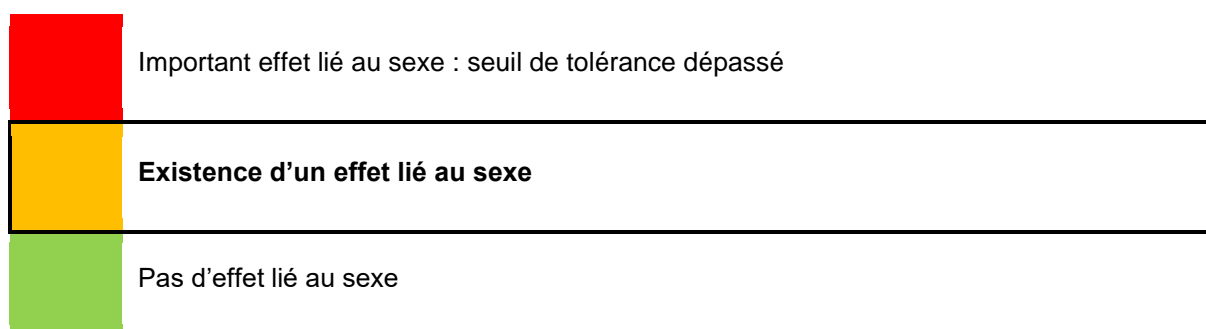 Important effet lié au sexe : seuil de tolérance dépassé
Existence d’un effet lié au sexe
Pas d’effet lié au sexe